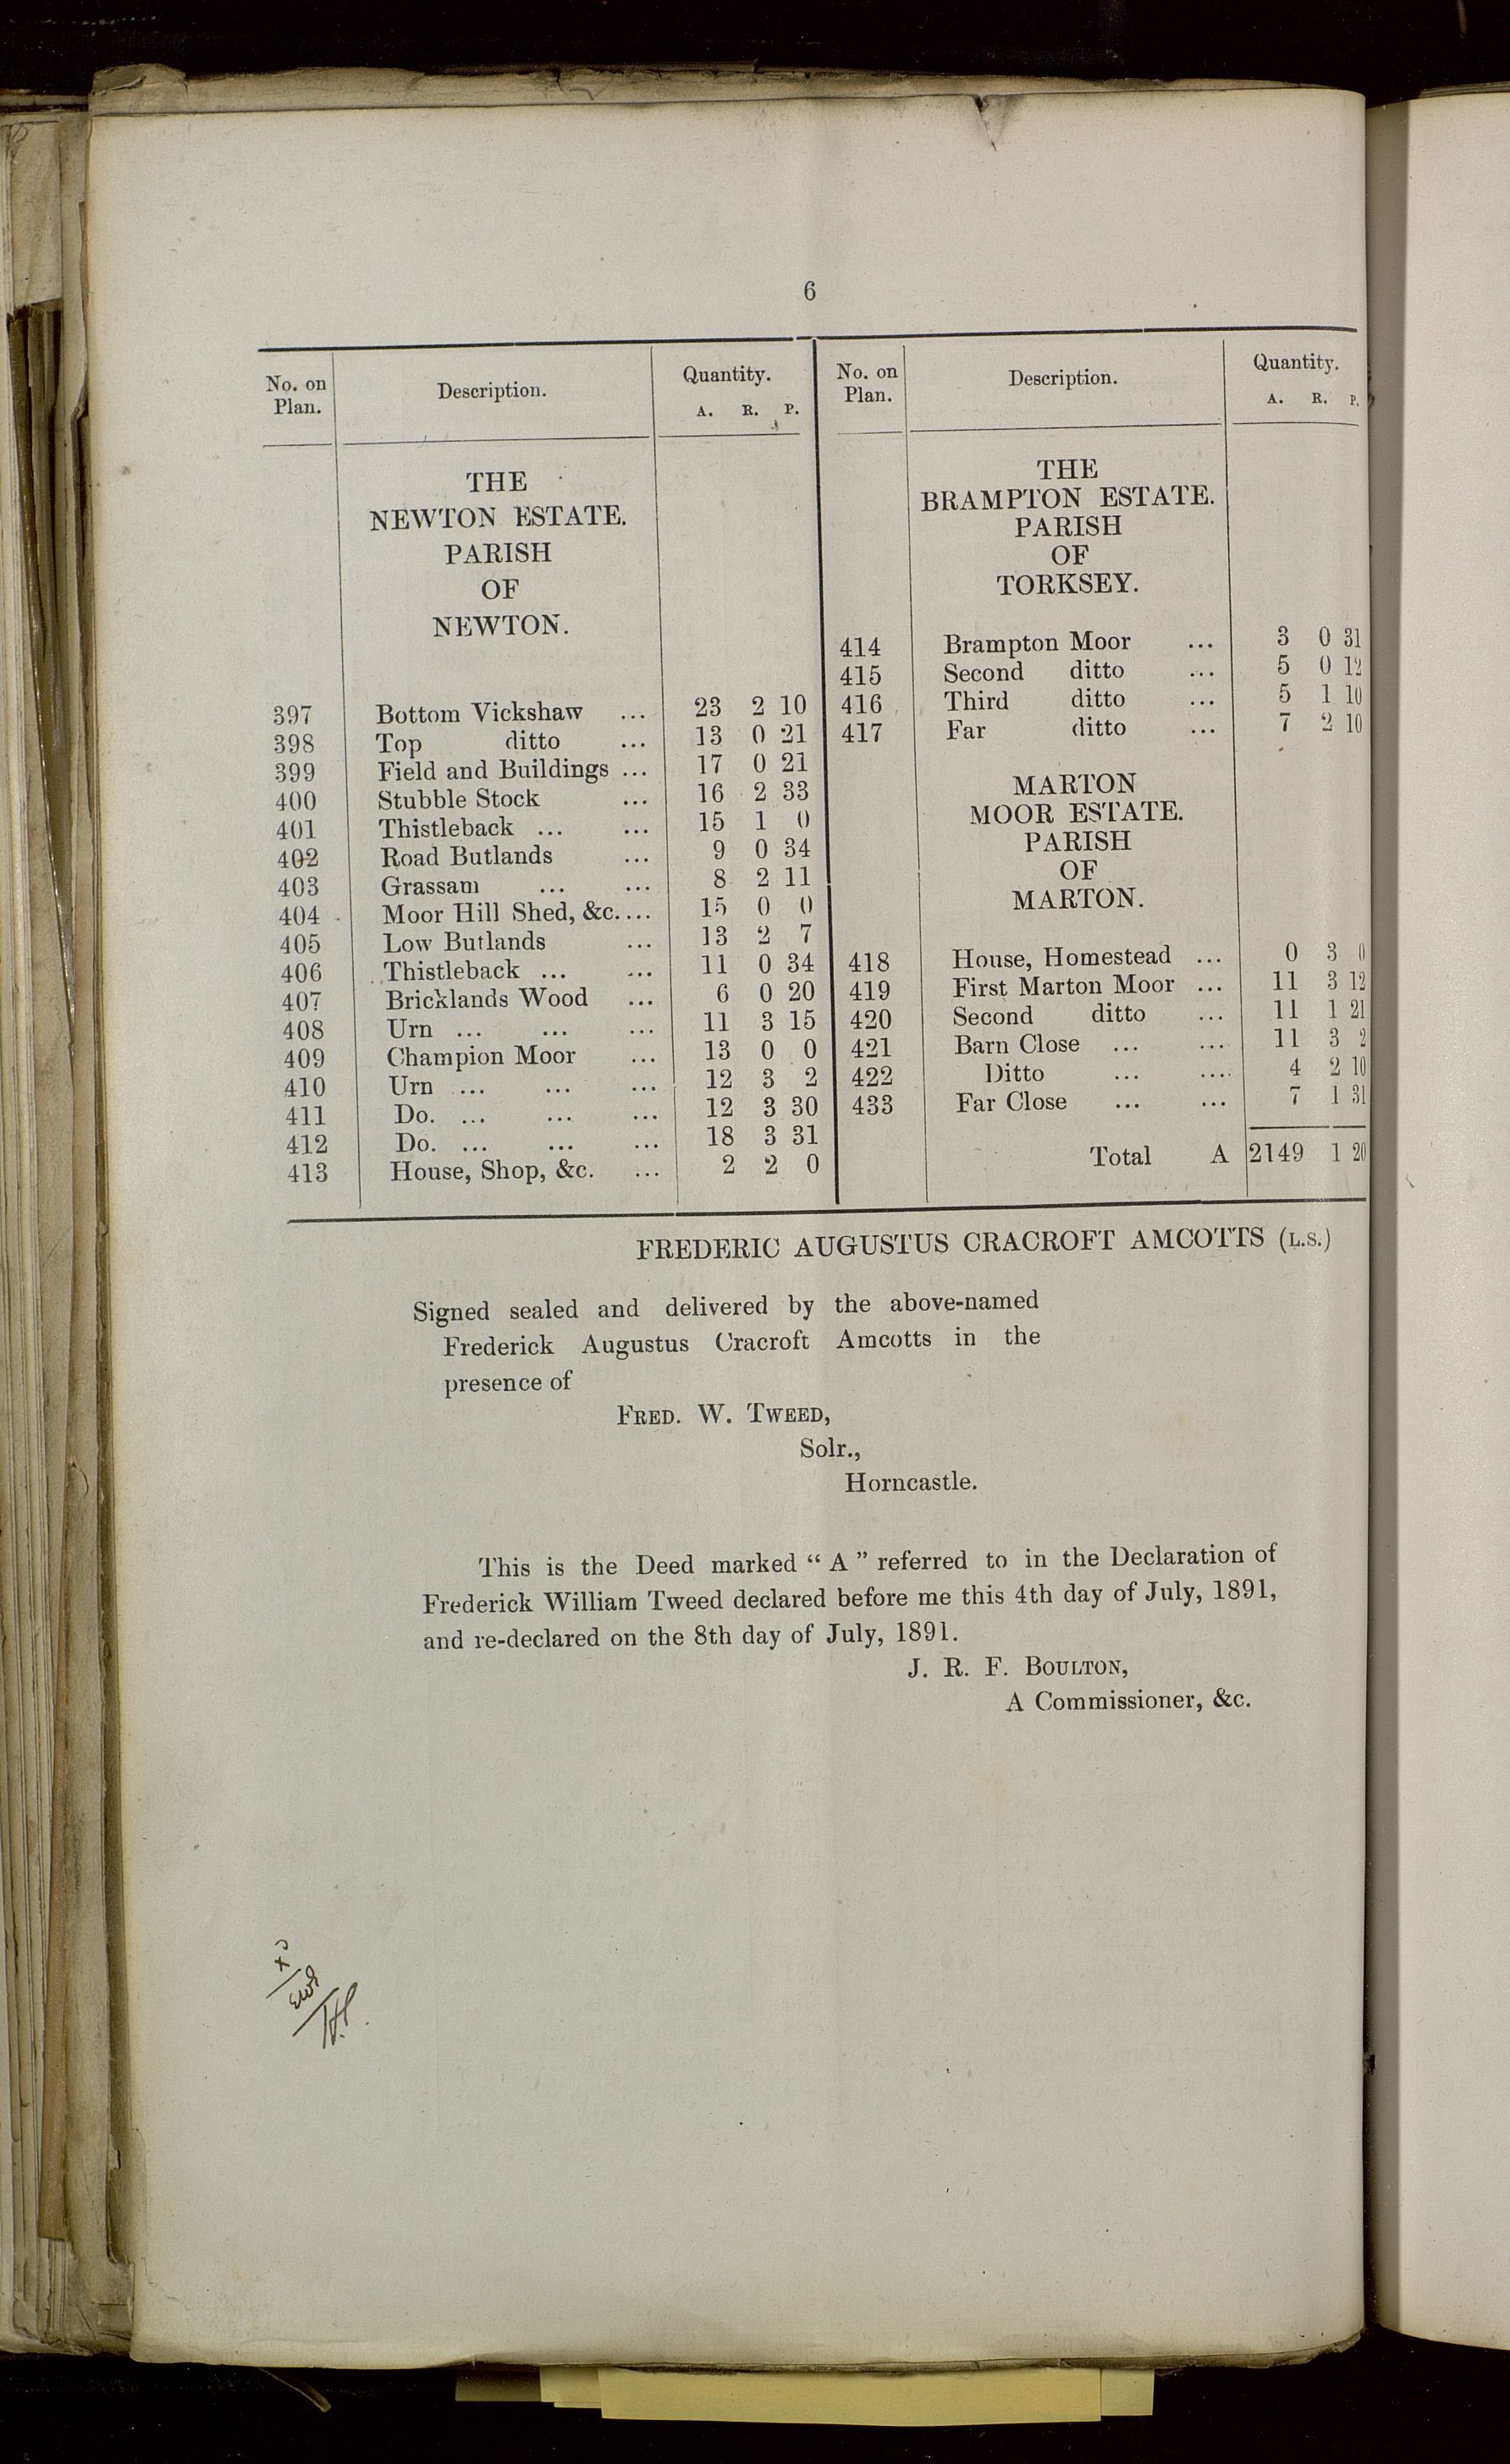 6
No. on Plan. Description. Quantity. A. R. P.
THE
NEWTON ESTATE.
PARISH
OF
NEWTON.
397 Bottom Vickshaw ... 23 2 10
398 Top ditto ... 13 0 21
399 Field and Buildings ... 17 0 21
400 Stubble Stock ... 16 2 33
401 Thistleback ... ... 15 1 0
402 Road Butlands ... 9 0 34
403 Grassam ... ... 8 2 11
404 Moor Hill Shed, &c.... 15 0 0
405 Low Butlands ... 13 2 7
406 Thistleback ... ... 11 0 34
407 Bricklands Wood ... 6 0 20
408 Urn ... ... ... 11 3 15
409 Champion Moor ... 13 0 0
410 Urn ... ... ... 12 3 2
411 Do. ... ... ... 12 3 30
412 Do. ... ... ... 18 3 31
413 House, Shop, &c. ... 2 2 0
No. on Plan. Description. Quantity. A. R. P.
THE
BRAMPTON ESTATE.
PARISH
OF
TORKSEY.
414 Brampton Moor ... 3 0 31
415 Second ditto ... 5 0 12
416 Third ditto ... 5 1 10
417 Far ditto ... 7 2 10
MARTON
MOOR ESTATE.
PARISH
OF
MARTON.
418 House, Homestead ... 0 3 0
419 First Marton Moor ... 11 3 12
420 Second ditto ... 11 1 21
421 Barn Close ... ... 11 3 2
422 Ditto ... .... 4 2 10
433 Far Close ... ... 7 1 31
Total A 2149 1 20
FREDERIC AUGUSTUS CRACROFT AMCOTTS (L.S.)
Signed sealed and delivered by the above-named
Frederick Augustus Cracroft Amcotts in the
presence of
FRED. W. TWEED,
Solr.,
Horncastle.
This is the Deed marked “ A ” referred to in the Declaration of
Frederick William Tweed declared before me this 4th day of July, 1891,
and re-declared on the 8th day of July, 1891.
J. R. F. BOULTON,
A Commissioner, &c.